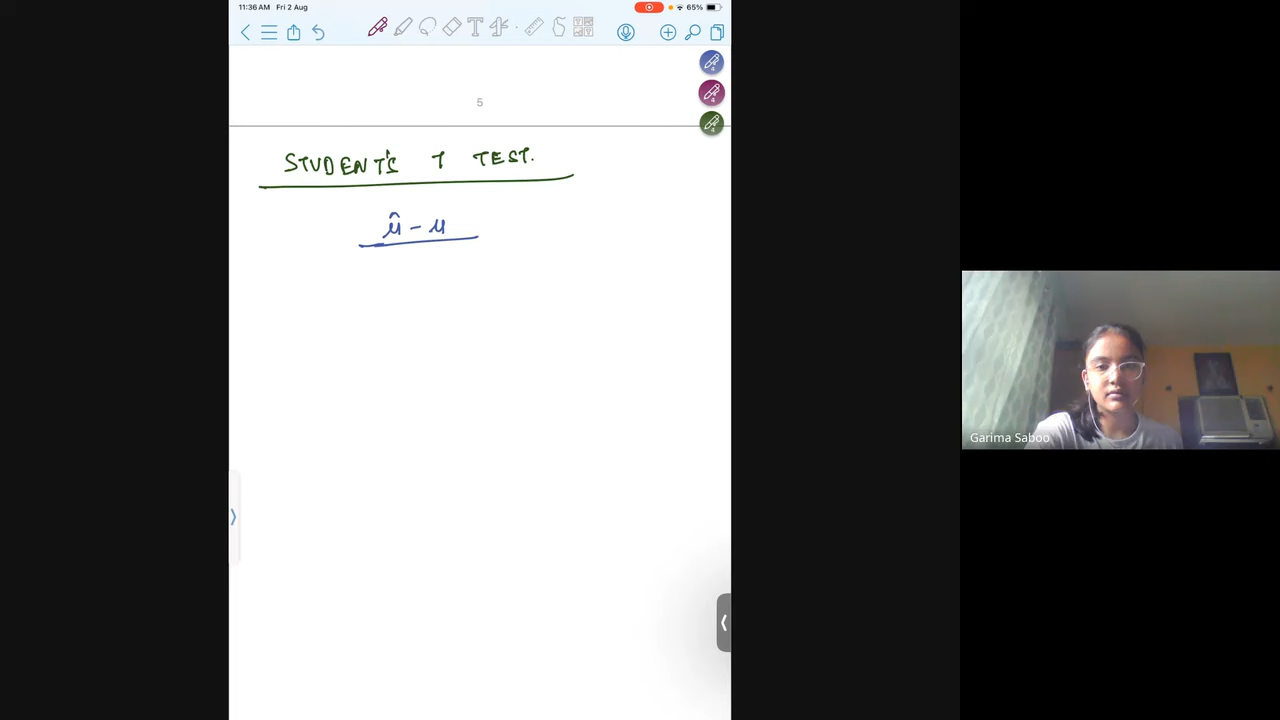 11:36 AM Fri 2 Aug
65%
5
STUDENT'S T TEST.
μ̂ - μ
Garima Saboo